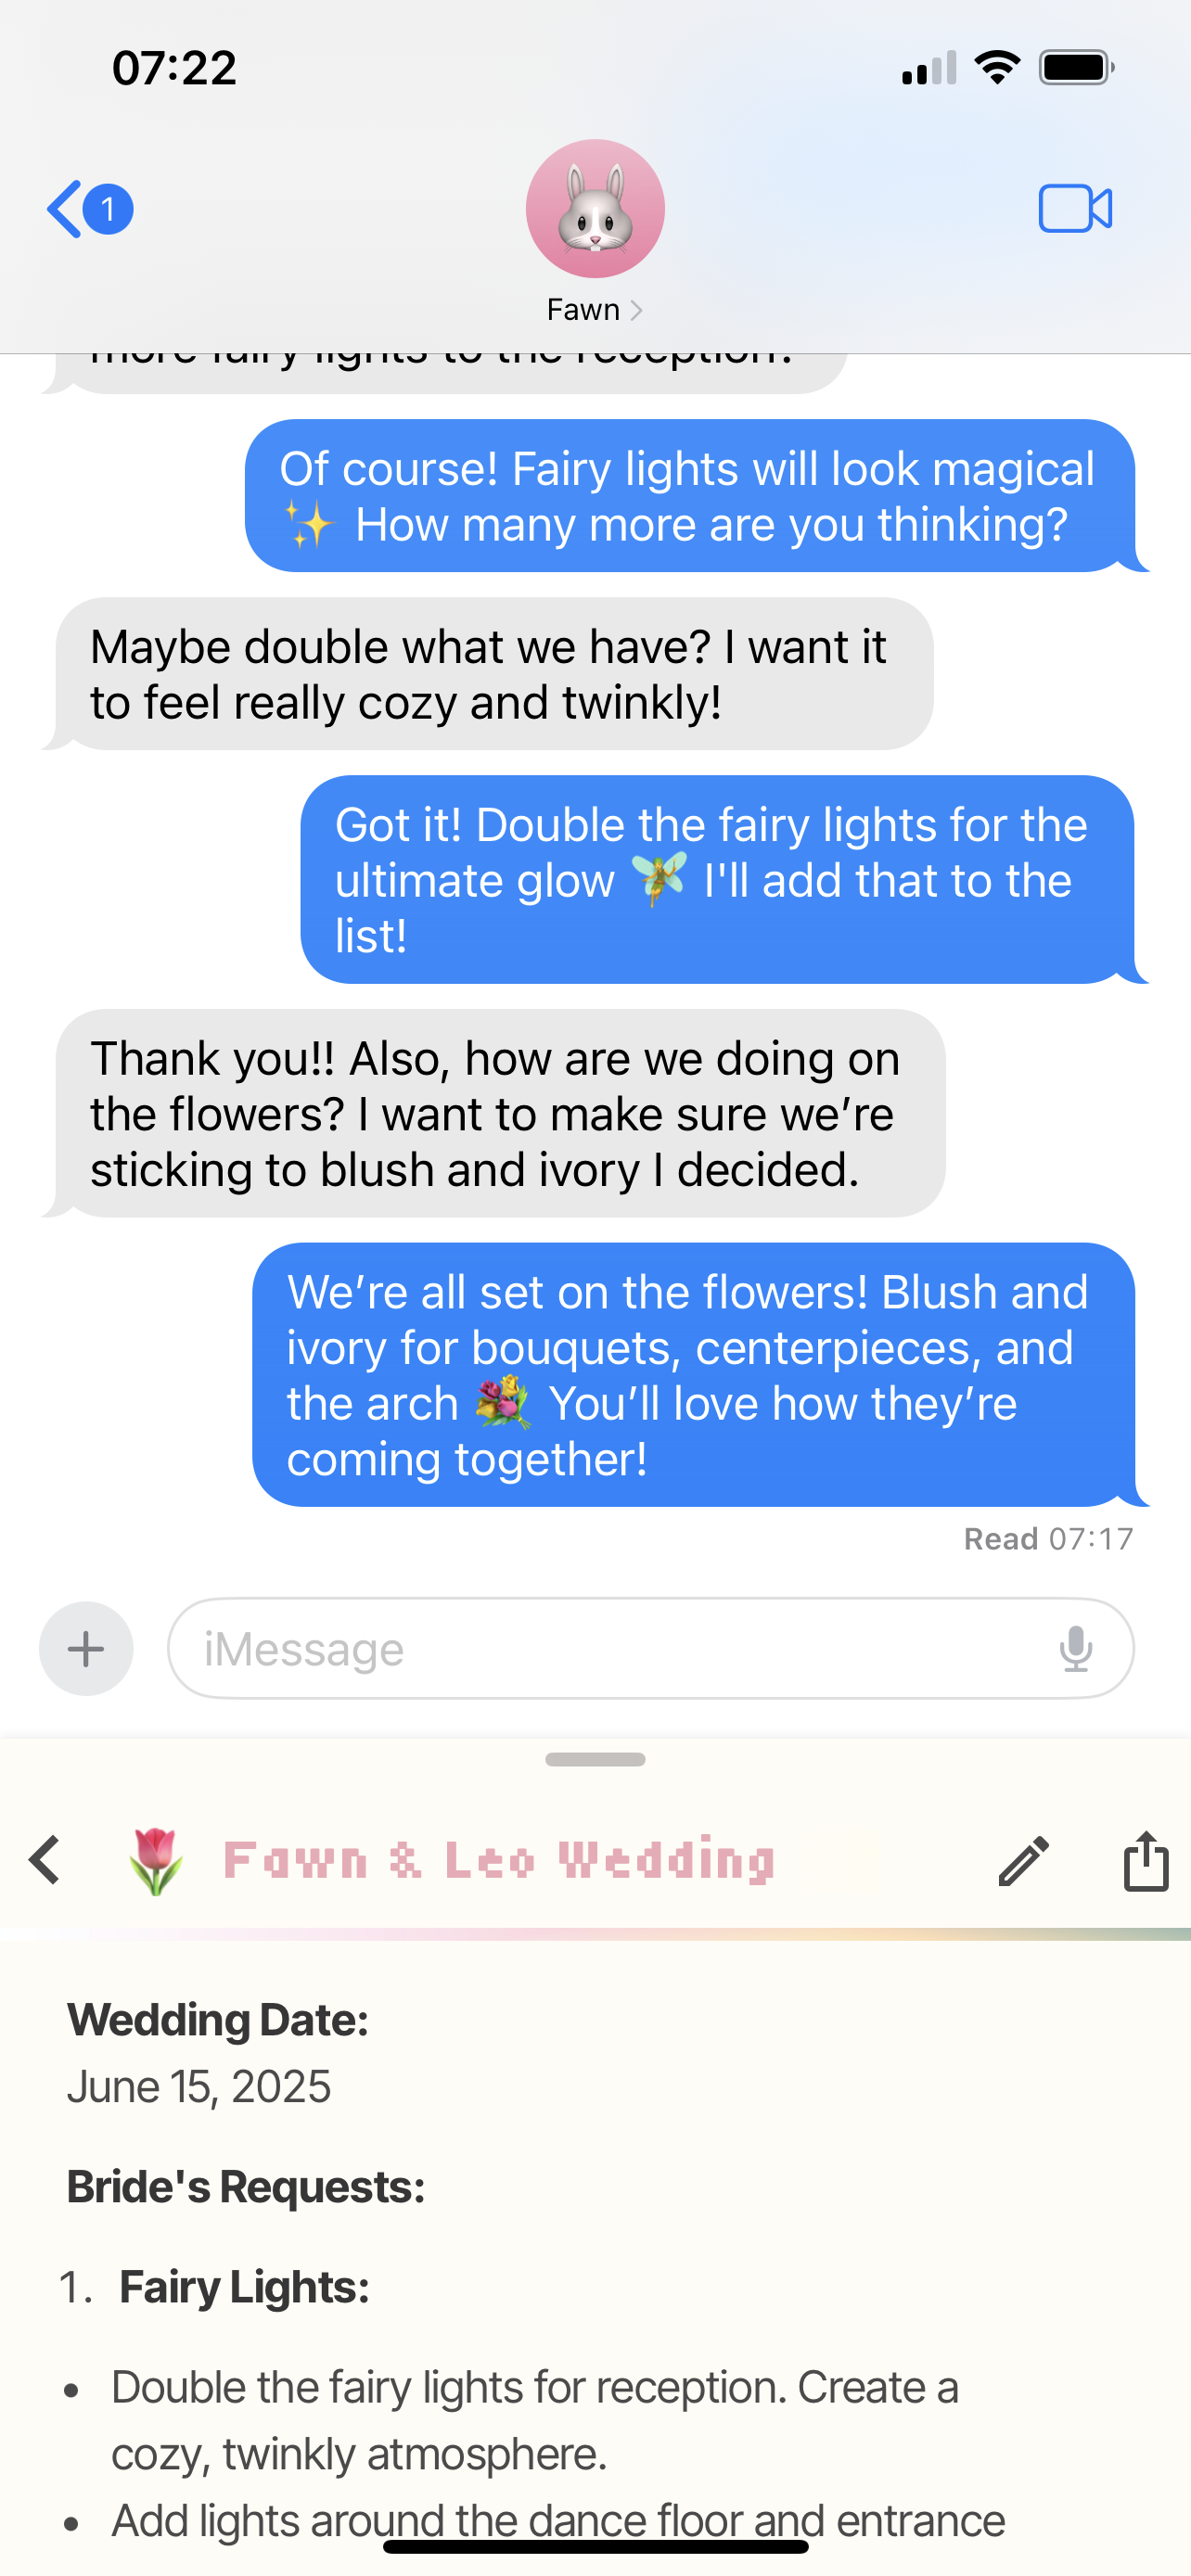 07:22
1
Fawn
more fairy lights to the reception?
Of course! Fairy lights will look magical
✨ How many more are you thinking?
Maybe double what we have? I want it
to feel really cozy and twinkly!
Got it! Double the fairy lights for the
ultimate glow 🧚 I'll add that to the
list!
Thank you!! Also, how are we doing on
the flowers? I want to make sure we’re
sticking to blush and ivory I decided.
We’re all set on the flowers! Blush and
ivory for bouquets, centerpieces, and
the arch 💐 You’ll love how they’re
coming together!
Read 07:17
iMessage
🌷 Fawn & Leo Wedding
Wedding Date:
June 15, 2025
Bride's Requests:
1. Fairy Lights:
• Double the fairy lights for reception. Create a
cozy, twinkly atmosphere.
• Add lights around the dance floor and entrance